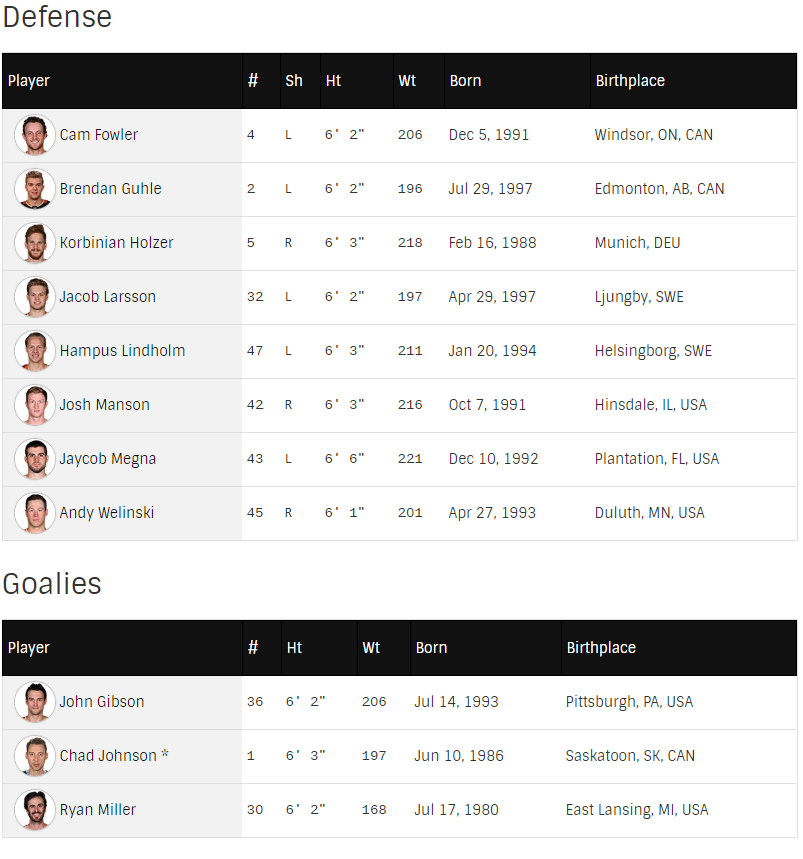 Defense
Player # Sh Ht Wt Born Birthplace
Cam Fowler 4 L 6' 2" 206 Dec 5, 1991 Windsor, ON, CAN
Brendan Guhle 2 L 6' 2" 196 Jul 29, 1997 Edmonton, AB, CAN
Korbinian Holzer 5 R 6' 3" 218 Feb 16, 1988 Munich, DEU
Jacob Larsson 32 L 6' 2" 197 Apr 29, 1997 Ljungby, SWE
Hampus Lindholm 47 L 6' 3" 211 Jan 20, 1994 Helsingborg, SWE
Josh Manson 42 R 6' 3" 216 Oct 7, 1991 Hinsdale, IL, USA
Jaycob Megna 43 L 6' 6" 221 Dec 10, 1992 Plantation, FL, USA
Andy Welinski 45 R 6' 1" 201 Apr 27, 1993 Duluth, MN, USA
Goalies
Player # Ht Wt Born Birthplace
John Gibson 36 6' 2" 206 Jul 14, 1993 Pittsburgh, PA, USA
Chad Johnson * 1 6' 3" 197 Jun 10, 1986 Saskatoon, SK, CAN
Ryan Miller 30 6' 2" 168 Jul 17, 1980 East Lansing, MI, USA